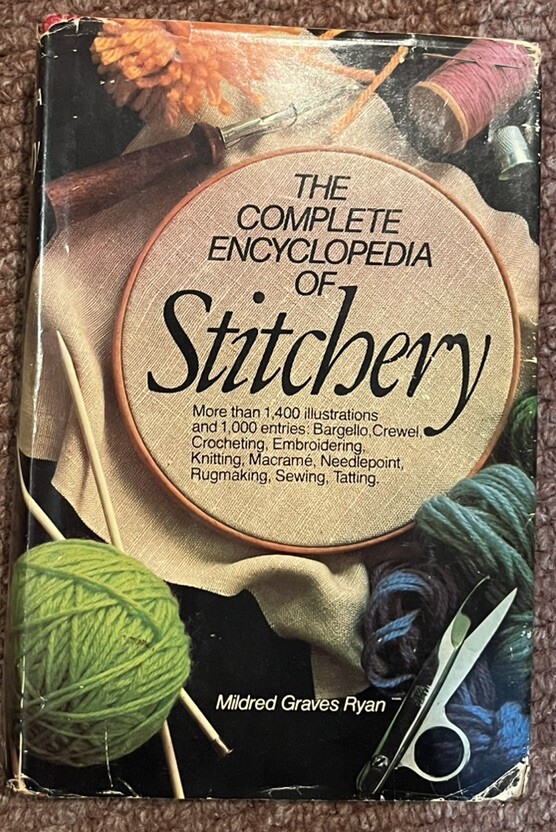 THE
COMPLETE
ENCYCLOPEDIA
OF
Stitchery
More than 1,400 illustrations
and 1,000 entries: Bargello, Crewel,
Crocheting, Embroidering,
Knitting, Macramé, Needlepoint,
Rugmaking, Sewing, Tatting.
Mildred Graves Ryan